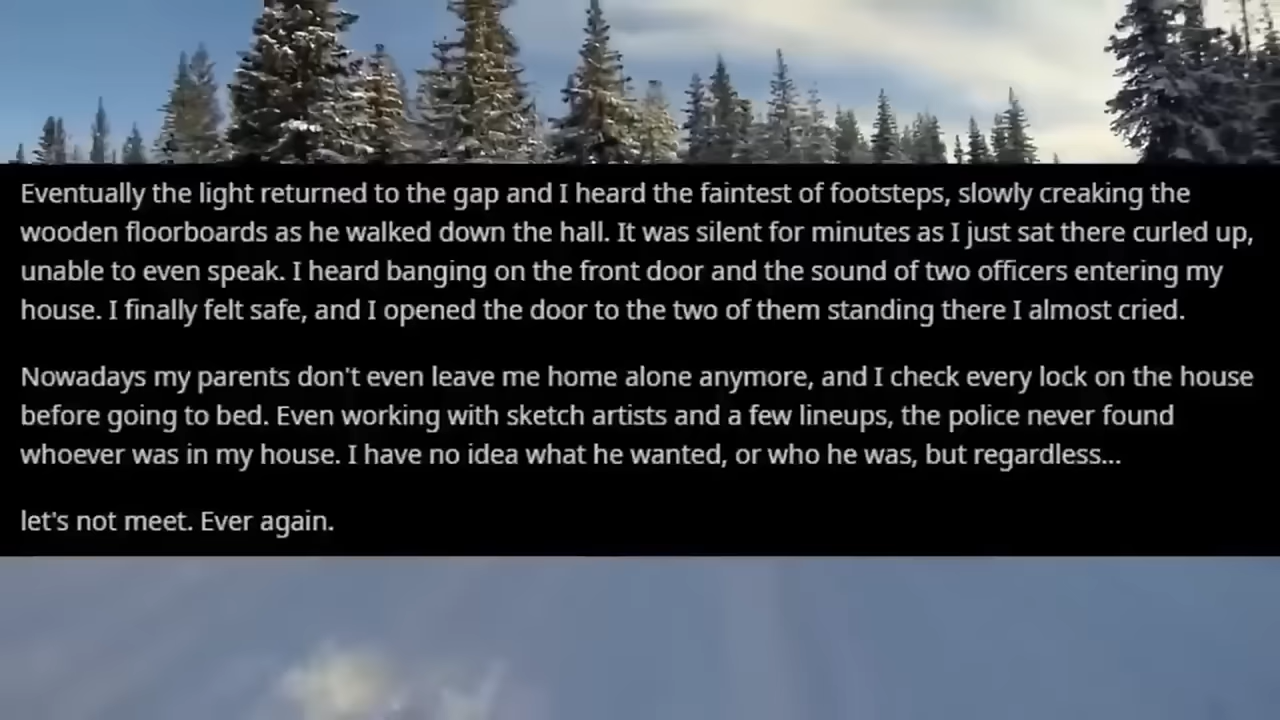 Eventually the light returned to the gap and I heard the faintest of footsteps, slowly creaking the
wooden floorboards as he walked down the hall. It was silent for minutes as I just sat there curled up,
unable to even speak. I heard banging on the front door and the sound of two officers entering my
house. I finally felt safe, and I opened the door to the two of them standing there I almost cried.
Nowadays my parents don't even leave me home alone anymore, and I check every lock on the house
before going to bed. Even working with sketch artists and a few lineups, the police never found
whoever was in my house. I have no idea what he wanted, or who he was, but regardless...
let's not meet. Ever again.